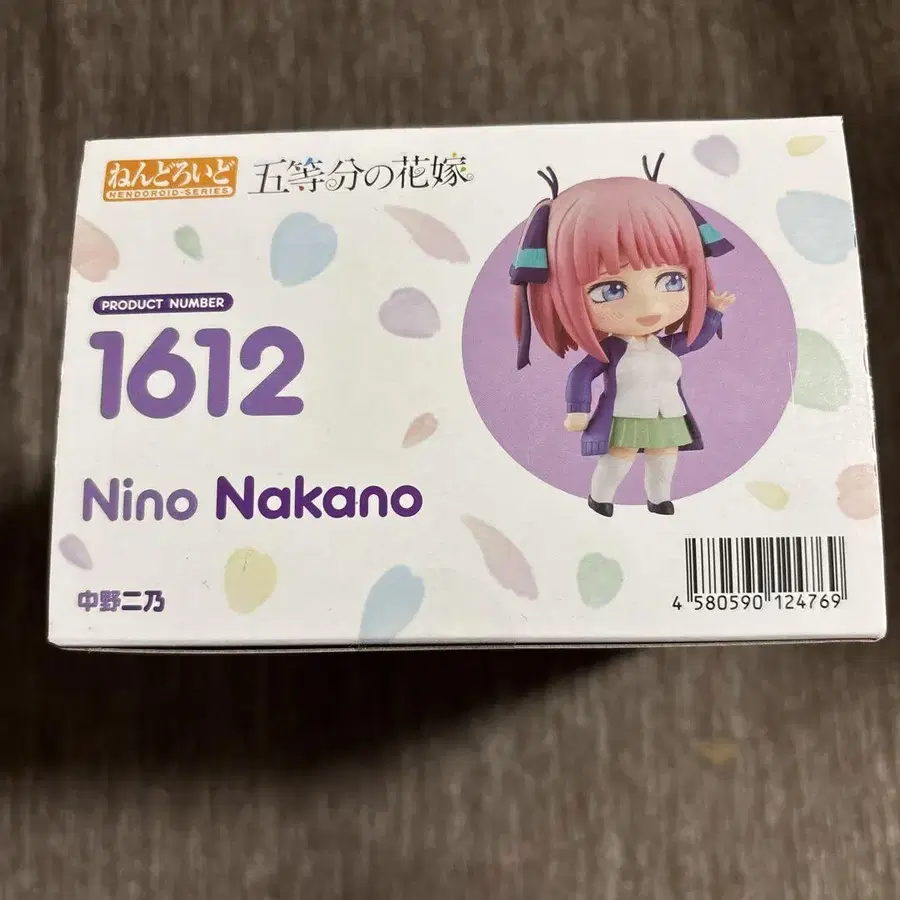 ねんどろいど
NENDOROID-SERIES
五等分の花嫁
PRODUCT NUMBER
1612
Nino Nakano
中野二乃
4 580590 124769